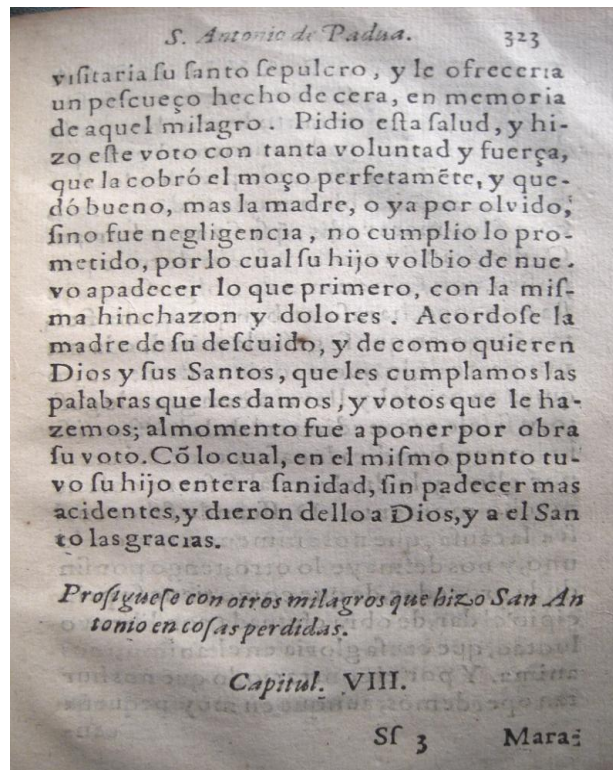 S. Antonio de Padua. 323
viſitaria ſu ſanto ſepulcro, y le ofreceria
un peſcueço hecho de cera, en memoria
de aquel milagro. Pidio eſta ſalud, y hi-
zo eſte voto con tanta voluntad y fuerça,
que la cobró el moço perfetamẽte, y que-
dó bueno, mas la madre, o ya por olvido,
ſino fue negligencia, no cumplio lo pro-
metido, por lo cual ſu hijo volbio de nue-
vo apadecer lo que primero, con la miſ-
ma hinchazon y dolores. Acordoſe la
madre de ſu deſcuido, y de como quieren
Dios y ſus Santos, que les cumplamos las
palabras que les damos, y votos que le ha-
zemos; almomento fue a poner por obra
ſu voto. Cõ lo cual, en el miſmo punto tu-
vo ſu hijo entera ſanidad, ſin padecer mas
acidentes, y dieron dello a Dios, y a el San
to las gracias.
Proſigueſe con otros milagros que hizo San An
tonio en coſas perdidas.
Capitul. VIII.
Sſ 3 Mara-